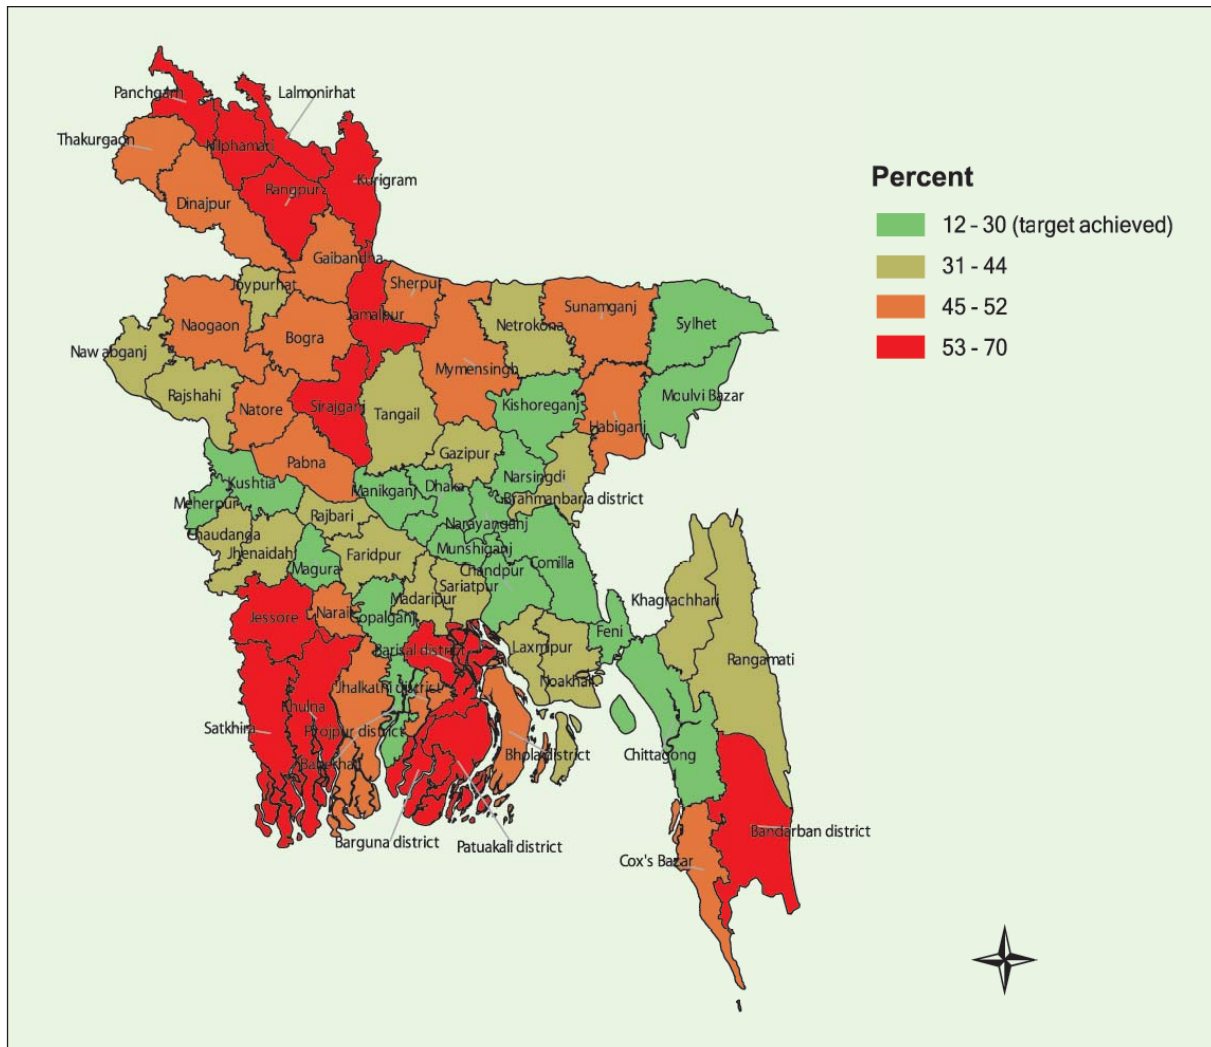 Panchgarh
Lalmonirhat
Thakurgaon
Nilphamari
Kurigram
Rangpur
Dinajpur
Percent
12 - 30 (target achieved)
31 - 44
45 - 52
53 - 70
Gaibandha
Joypurhat
Sherpur
Sunamganj
Naogaon
Jamalpur
Netrokona
Sylhet
Bogra
Nawabganj
Mymensingh
Rajshahi
Moulvi Bazar
Natore
Sirajganj
Tangail
Kishoreganj
Habiganj
Pabna
Gazipur
Kushtia
Manikganj
Dhaka
Narsingdi
Meherpur
Brahmanbaria district
Rajbari
Narayanganj
Chaudanga
Jhenaidah
Faridpur
Munshiganj
Magura
Chandpur
Comilla
Sariatpur
Madaripur
Khagrachhari
Jessore
Narail
Gopalganj
Feni
Barisal district
Laxmipur
Rangamati
Jhalkathi district
Noakhali
Khulna
Satkhira
Pirojpur district
Bhola district
Chittagong
Bagerhat
Barguna district
Patuakali district
Bandarban district
Cox's Bazar